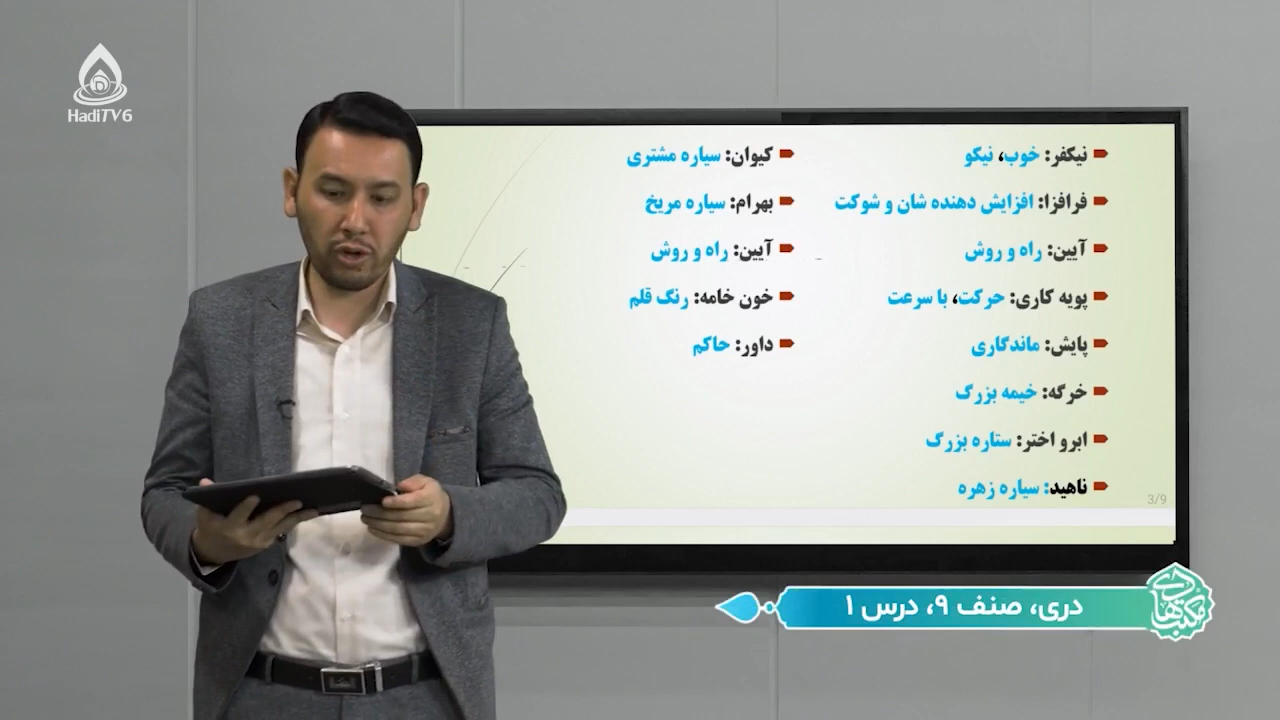 HadiTV6
نیکفر: خوب، نیکو
فرافزا: افزایش دهنده شان و شوکت
آیین: راه و روش
پویه کاری: حرکت، با سرعت
پایش: ماندگاری
خرگه: خیمه بزرگ
ابرو اختر: ستاره بزرگ
ناهید: سیاره زهره
کیوان: سیاره مشتری
بهرام: سیاره مریخ
آیین: راه و روش
خون خامه: رنگ قلم
داور: حاکم
3/9
دری، صنف ۹، درس ۱
مکتب هادی